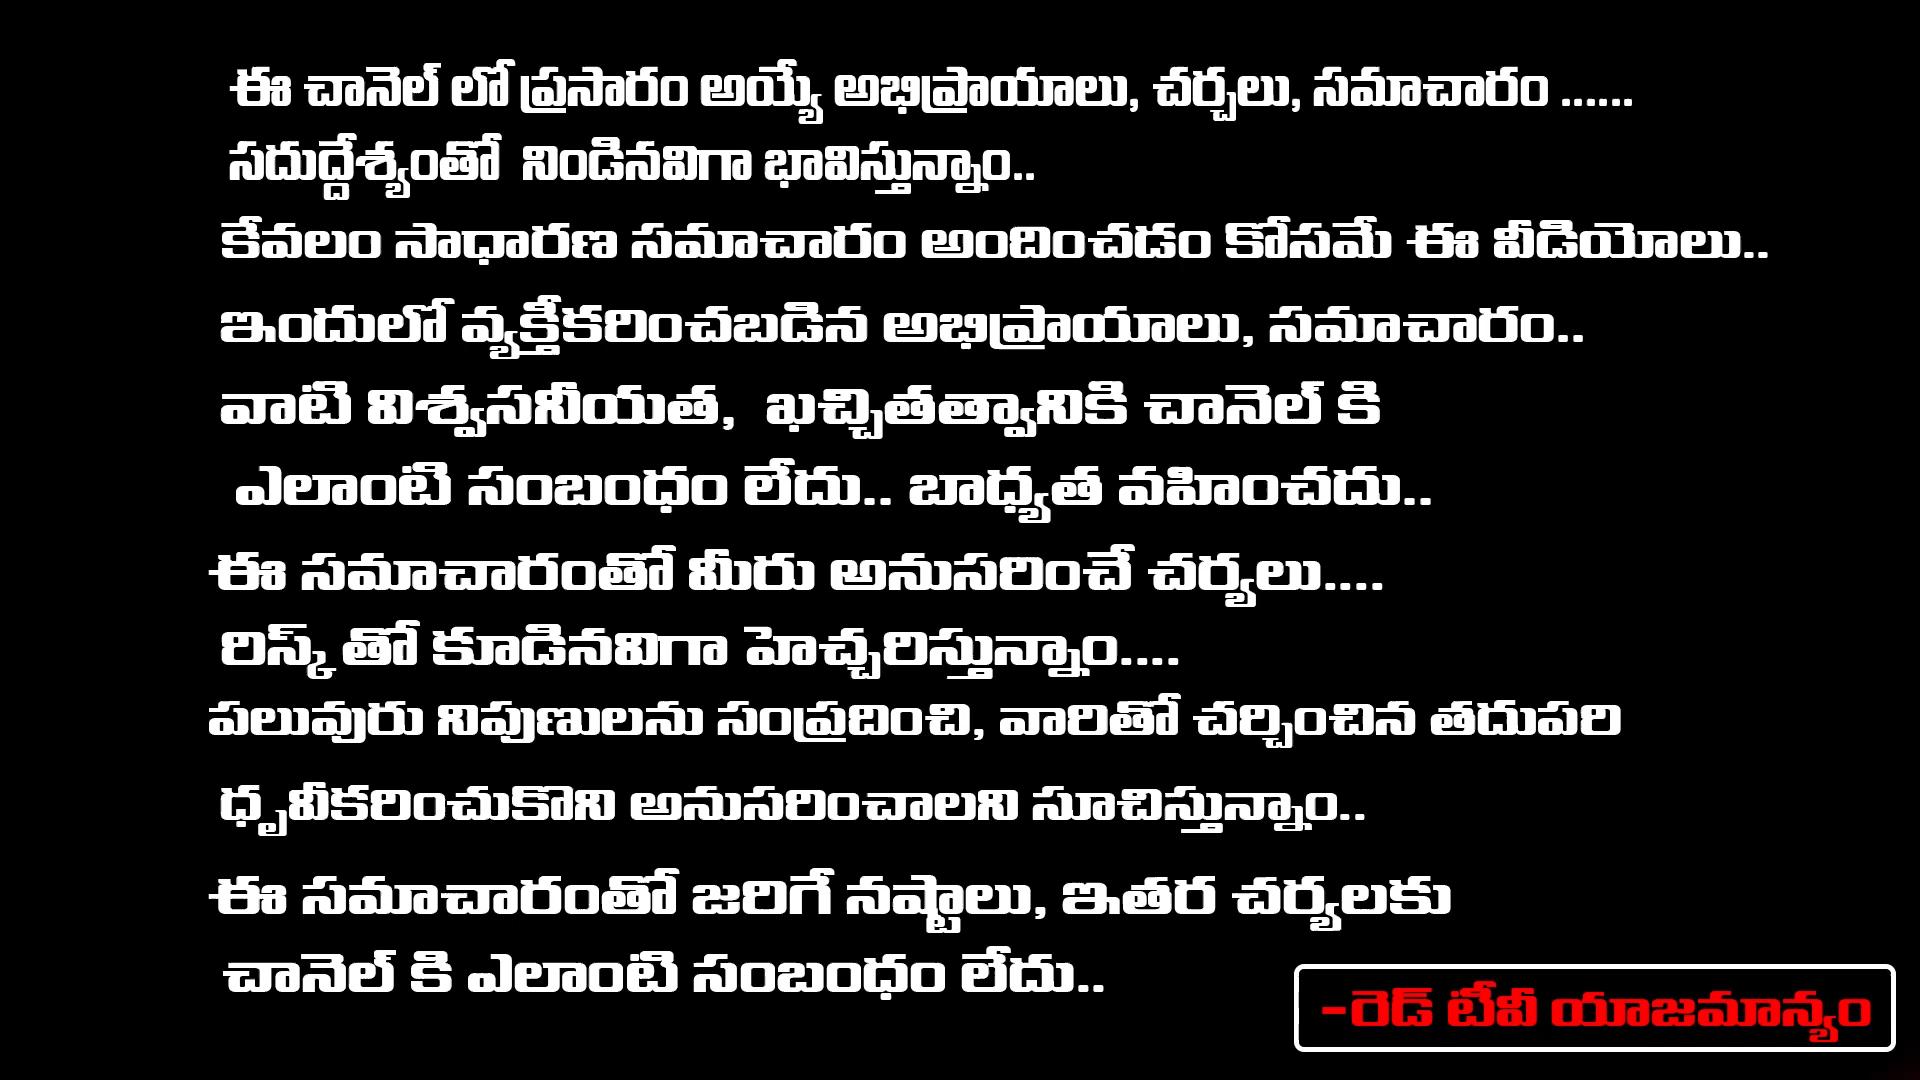 ఈ చానెల్ లో ప్రసారం అయ్యే అభిప్రాయాలు, చర్చలు, సమాచారం ......
సదుద్దేశ్యంతో నిండినవిగా భావిస్తున్నాం..
కేవలం సాధారణ సమాచారం అందించడం కోసమే ఈ వీడియోలు..
ఇందులో వ్యక్తీకరించబడిన అభిప్రాయాలు, సమాచారం..
వాటి విశ్వసనీయత, ఖచ్చితత్వానికి చానెల్ కి
ఎలాంటి సంబంధం లేదు.. బాధ్యత వహించదు..
ఈ సమాచారంతో మీరు అనుసరించే చర్యలు....
రిస్క్ తో కూడినవిగా హెచ్చరిస్తున్నాం....
పలువురు నిపుణులను సంప్రదించి, వారితో చర్చించిన తదుపరి
ధృవీకరించుకొని అనుసరించాలని సూచిస్తున్నాం..
ఈ సమాచారంతో జరిగే నష్టాలు, ఇతర చర్యలకు
చానెల్ కి ఎలాంటి సంబంధం లేదు..
-రెడ్ టీవీ యాజమాన్యం